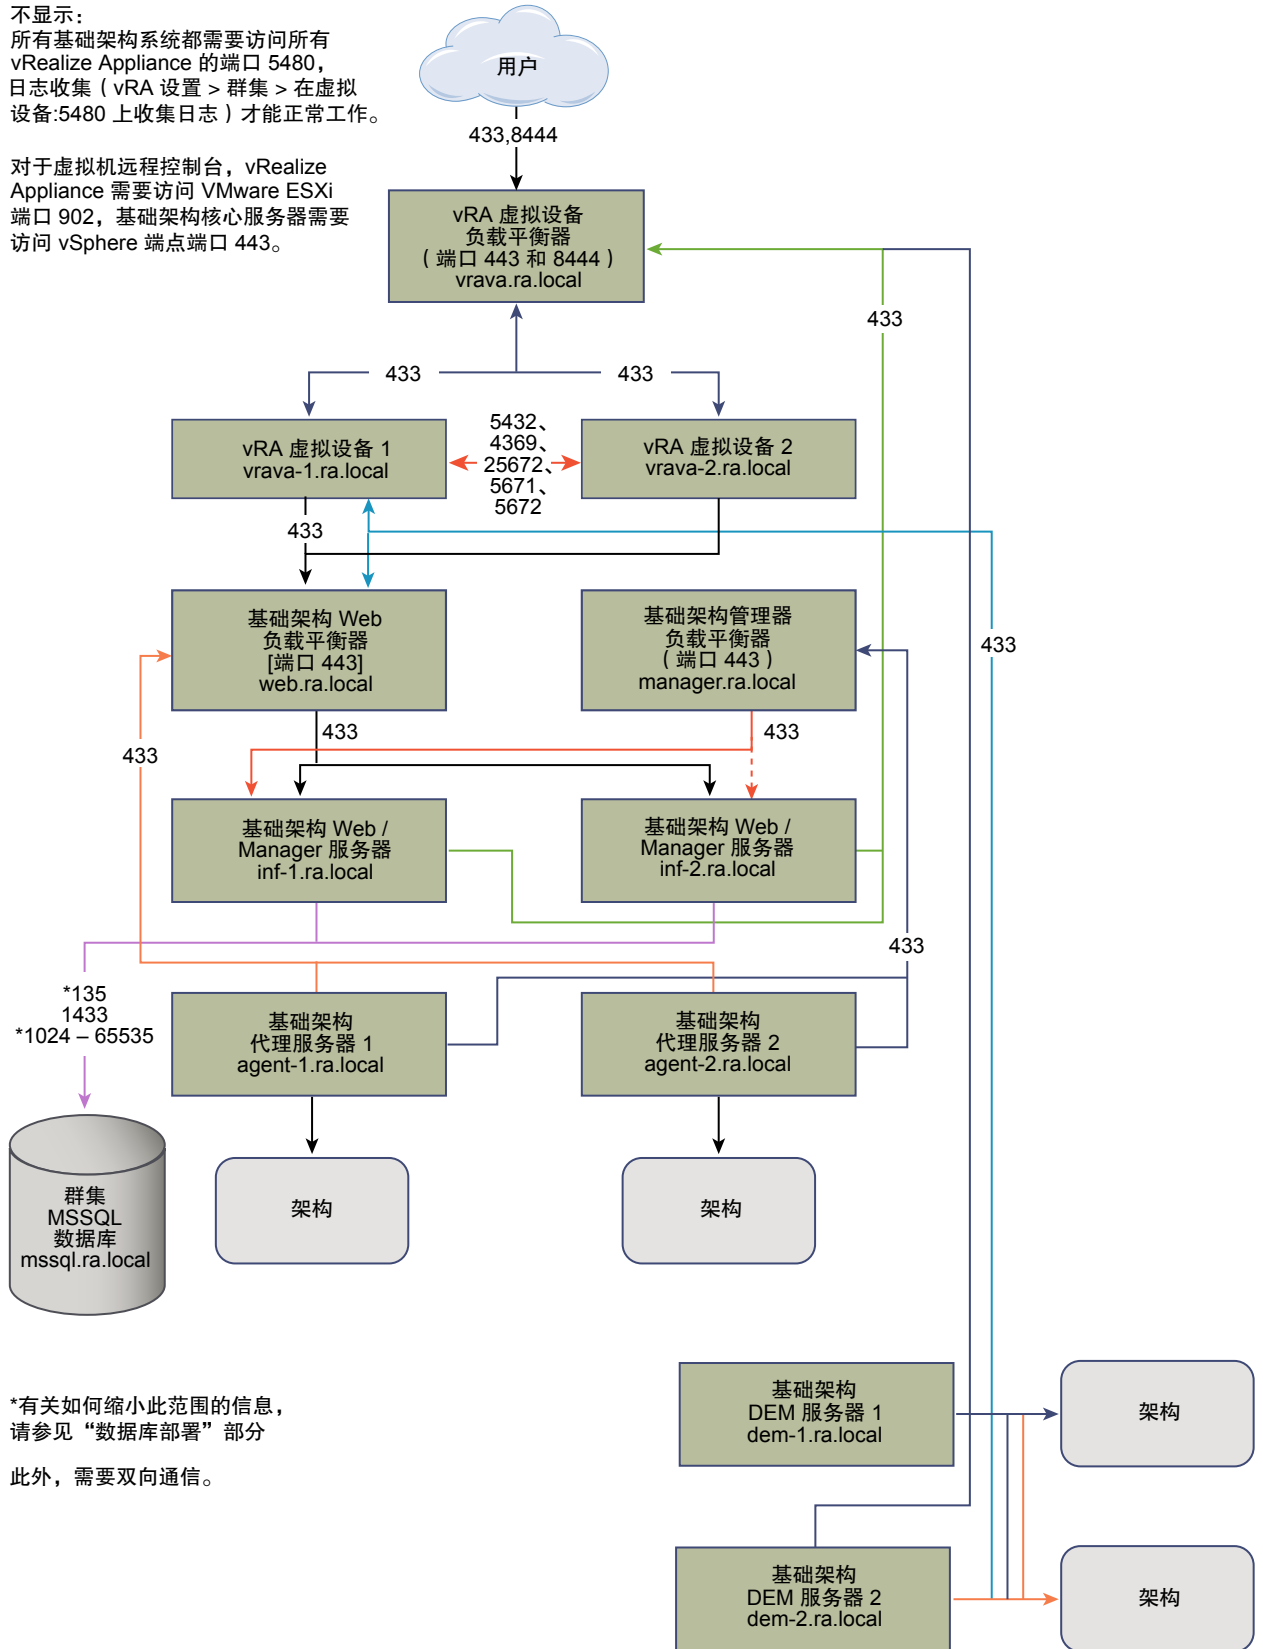 不显示：
所有基础架构系统都需要访问所有
vRealize Appliance 的端口 5480，
日志收集（vRA 设置 > 群集 > 在虚拟
设备:5480 上收集日志）才能正常工作。
对于虚拟机远程控制台，vRealize
Appliance 需要访问 VMware ESXi
端口 902，基础架构核心服务器需要
访问 vSphere 端点端口 443。
用户
433,8444
vRA 虚拟设备
负载平衡器
（端口 443 和 8444）
vrava.ra.local
433
433
433
vRA 虚拟设备 1
vrava-1.ra.local
5432、
4369、
25672、
5671、
5672
vRA 虚拟设备 2
vrava-2.ra.local
433
基础架构 Web
负载平衡器
[端口 443]
web.ra.local
基础架构管理器
负载平衡器
（端口 443）
manager.ra.local
433
433
433
433
基础架构 Web /
Manager 服务器
inf-1.ra.local
基础架构 Web /
Manager 服务器
inf-2.ra.local
433
*135
1433
*1024 – 65535
基础架构
代理服务器 1
agent-1.ra.local
基础架构
代理服务器 2
agent-2.ra.local
群集
MSSQL
数据库
mssql.ra.local
架构
架构
*有关如何缩小此范围的信息，
请参见“数据库部署”部分
此外，需要双向通信。
基础架构
DEM 服务器 1
dem-1.ra.local
架构
基础架构
DEM 服务器 2
dem-2.ra.local
架构